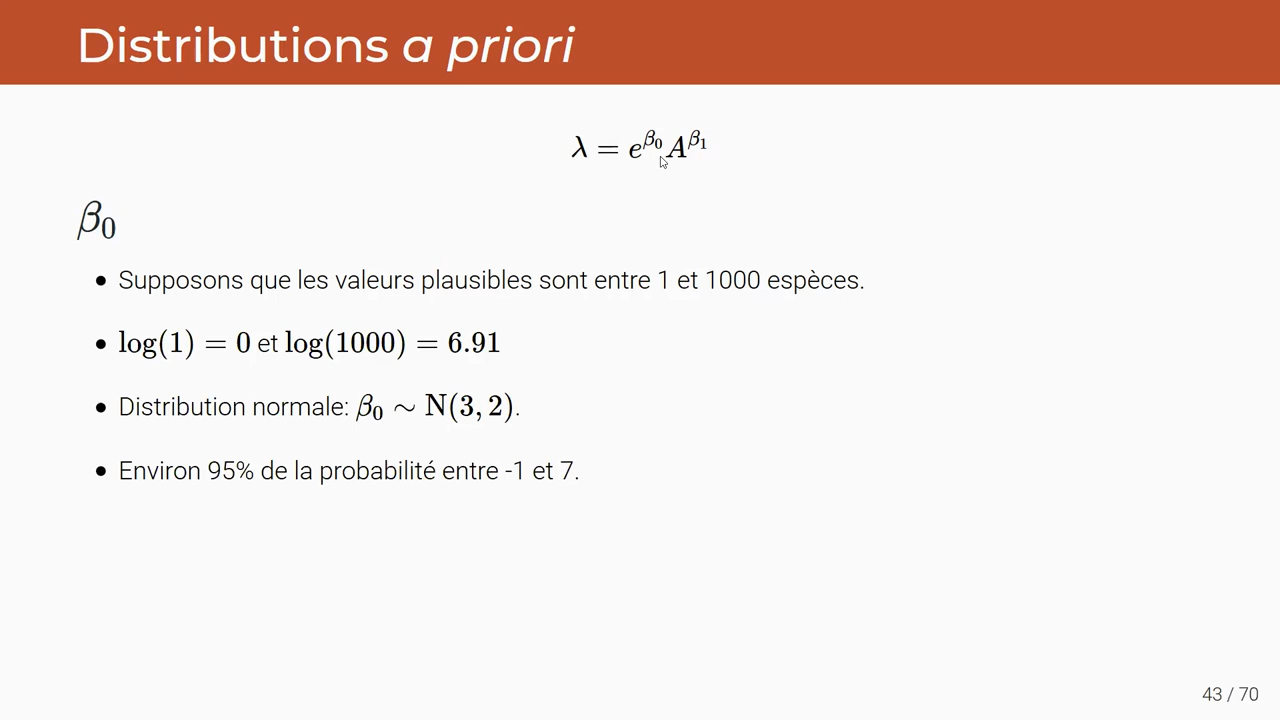 Distributions a priori
λ = e^{β₀} A^{β₁}
β₀
• Supposons que les valeurs plausibles sont entre 1 et 1000 espèces.
• log(1) = 0 et log(1000) = 6.91
• Distribution normale: β₀ ∼ N(3, 2).
• Environ 95% de la probabilité entre -1 et 7.
43 / 70